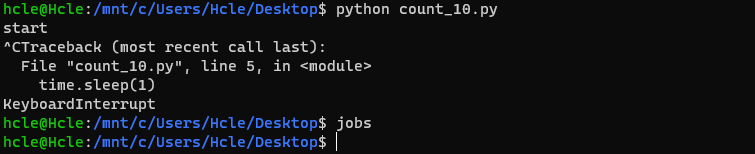 hcle@Hcle:/mnt/c/Users/Hcle/Desktop$ python count_10.py
start
^CTraceback (most recent call last):
  File "count_10.py", line 5, in <module>
    time.sleep(1)
KeyboardInterrupt
hcle@Hcle:/mnt/c/Users/Hcle/Desktop$ jobs
hcle@Hcle:/mnt/c/Users/Hcle/Desktop$